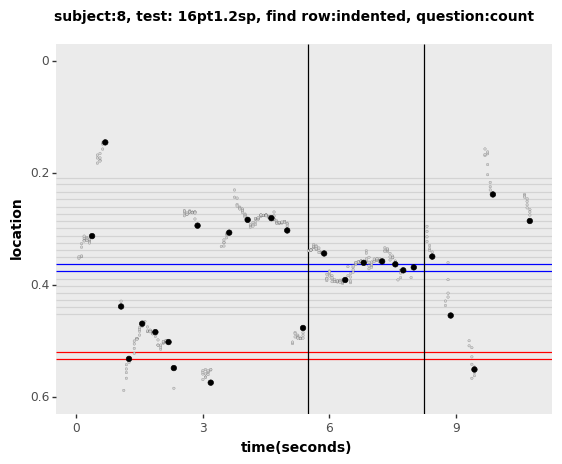 subject:8, test: 16pt1.2sp, find row:indented, question:count
0
0.2
0.4
0.6
location
0 3 6 9
time(seconds)